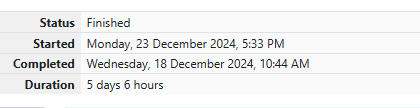 Status Finished
Started Monday, 23 December 2024, 5:33 PM
Completed Wednesday, 18 December 2024, 10:44 AM
Duration 5 days 6 hours